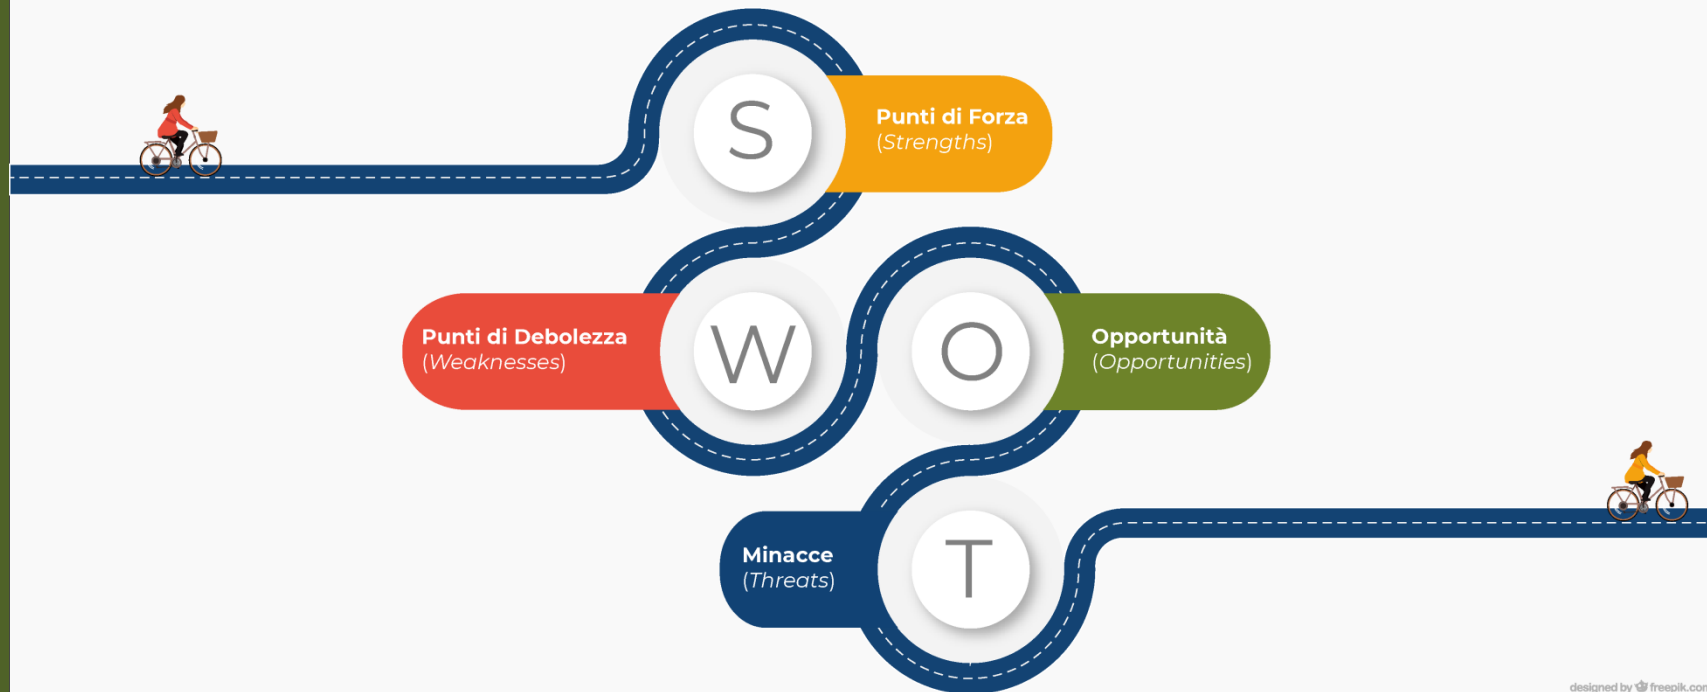 S
Punti di Forza
(Strengths)
Punti di Debolezza
(Weaknesses)
W
O
Opportunità
(Opportunities)
Minacce
(Threats)
T
designed by freepik.com